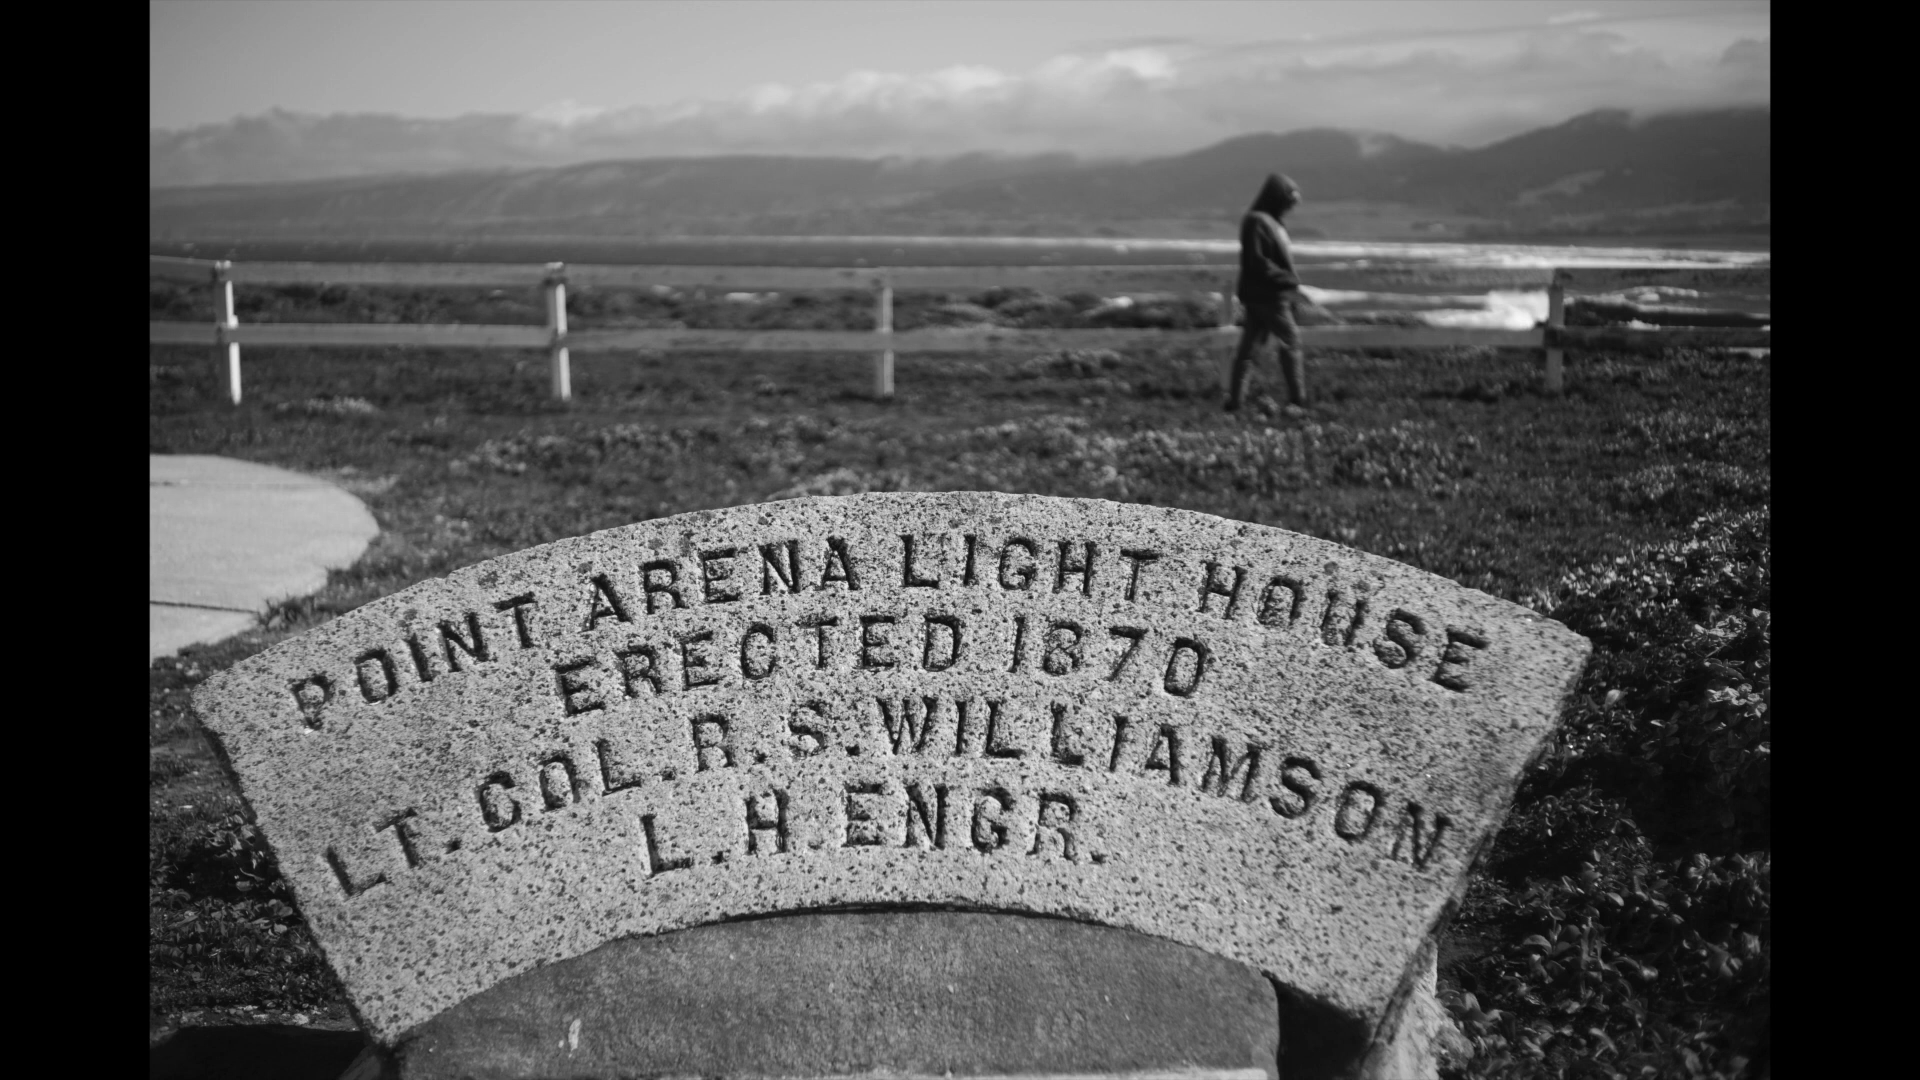 POINT ARENA LIGHT HOUSE
ERECTED 1870
LT. COL. R. S. WILLIAMSON
L. H. ENGR.